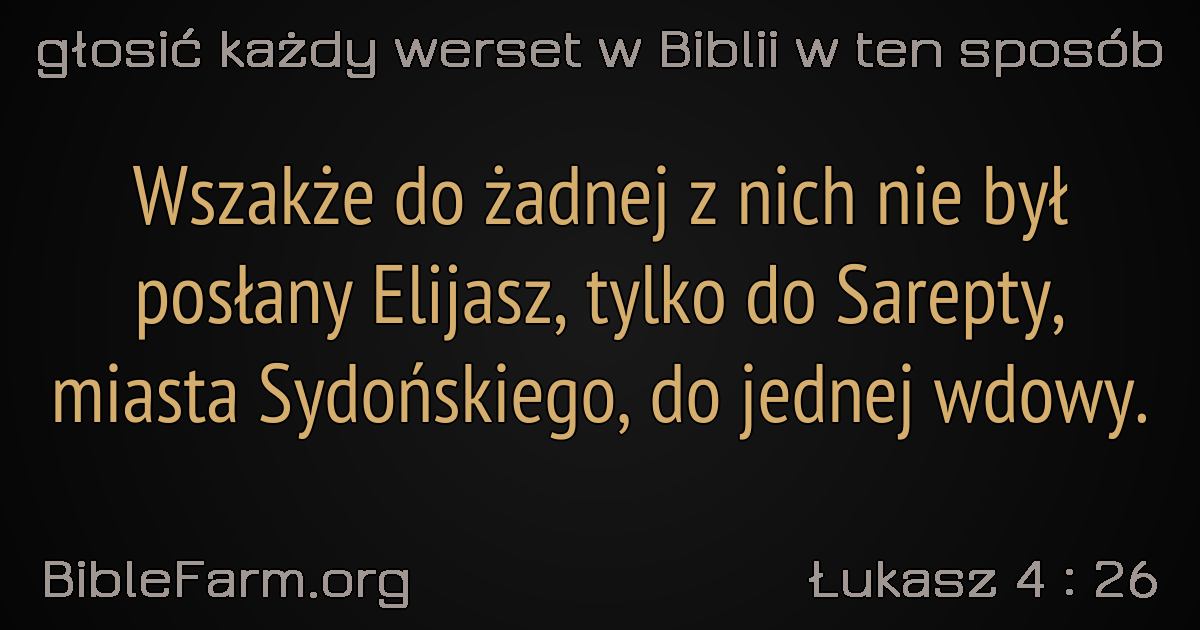 głosić każdy werset w Biblii w ten sposób
Wszakże do żadnej z nich nie był
posłany Elijasz, tylko do Sarepty,
miasta Sydońskiego, do jednej wdowy.
BibleFarm.org
Łukasz 4 : 26